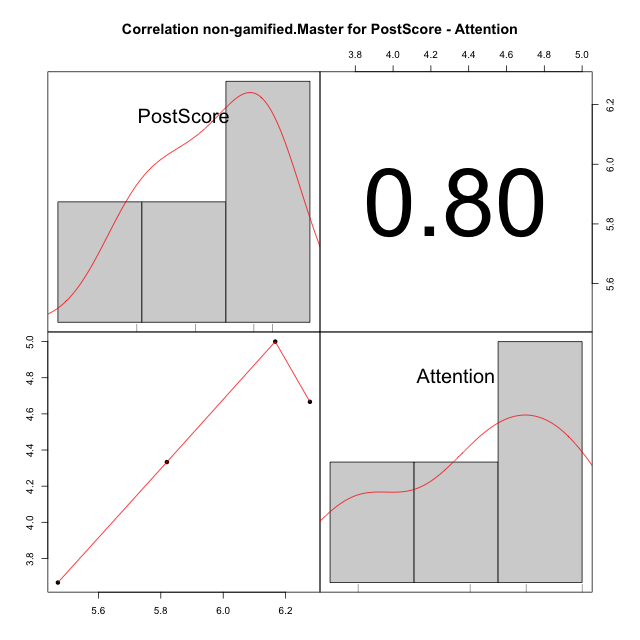 Correlation non-gamified.Master for PostScore - Attention
3.8 4.0 4.2 4.4 4.6 4.8 5.0
PostScore
0.80
6.2
6.0
5.8
5.6
5.0
4.8
4.6
4.4
4.2
4.0
3.8
Attention
5.6 5.8 6.0 6.2